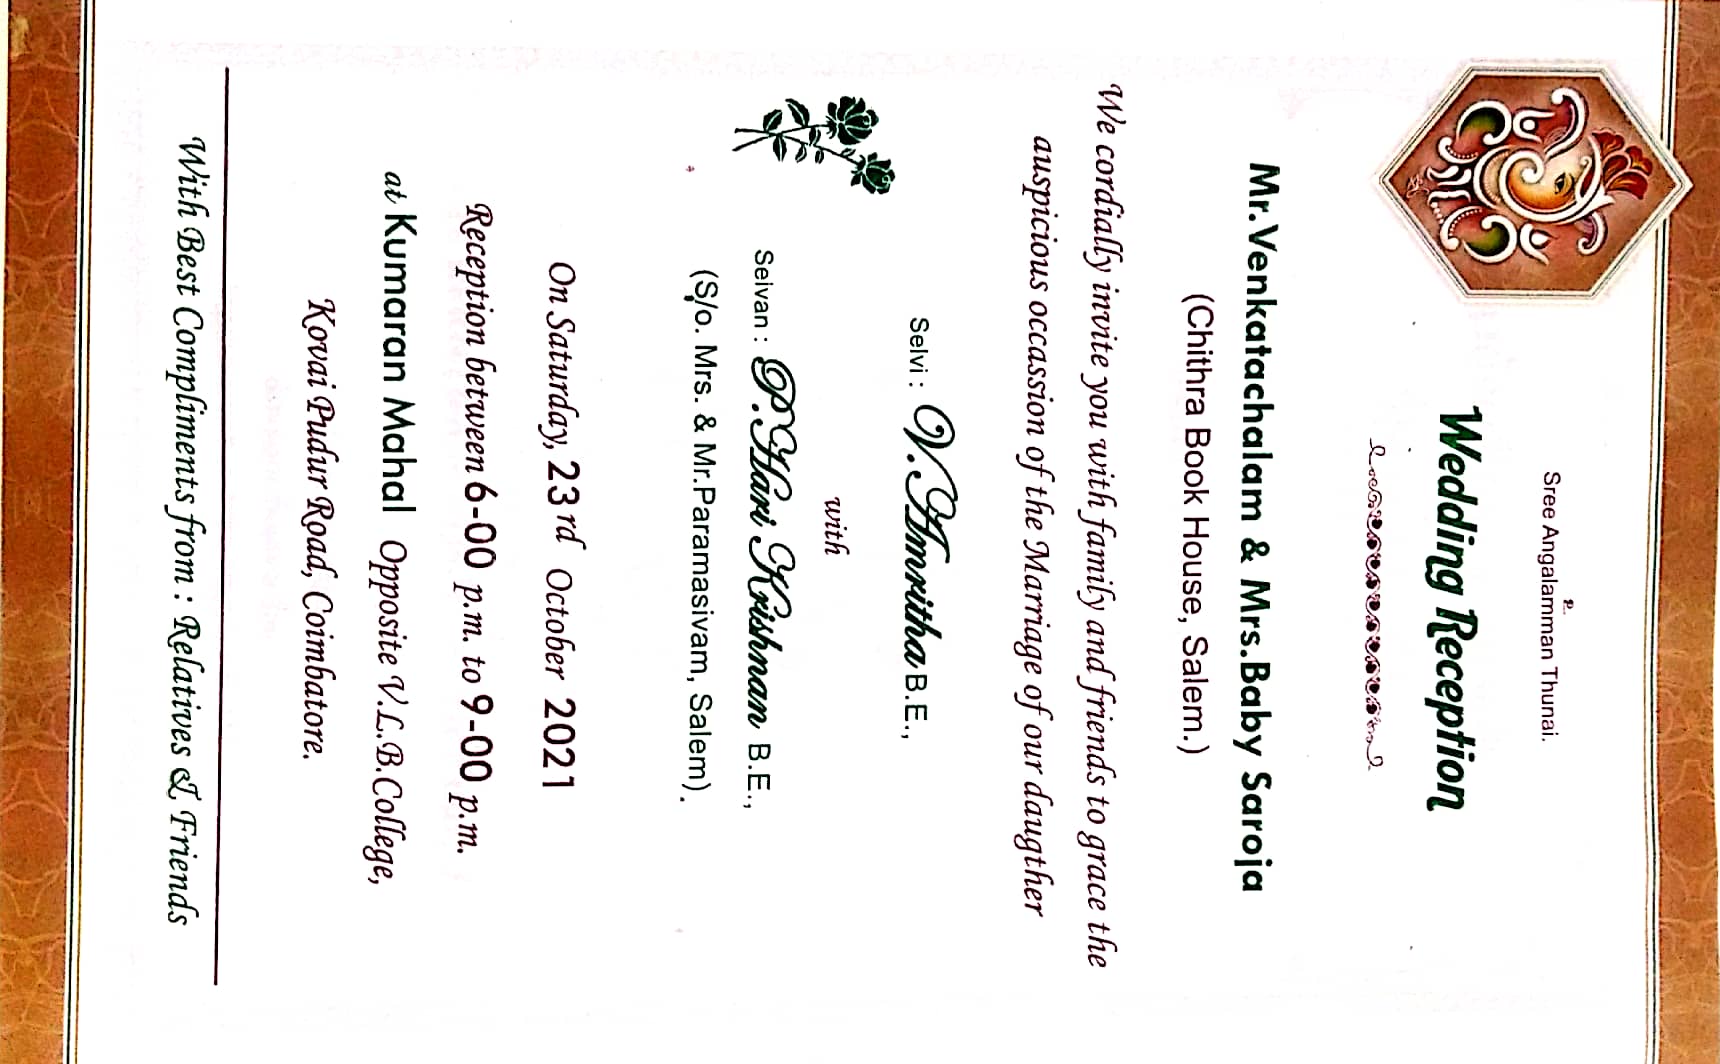 உ
Sree Angalamman Thunai.
Wedding Reception
Mr.Venkatachalam & Mrs.Baby Saroja
(Chithra Book House, Salem.)
We cordially invite you with family and friends to grace the
auspicious occassion of the Marriage of our daugther
Selvi : V.Amritha B.E.,
with
Selvan : P.Hari Krishnan B.E.,
(S/o. Mrs. & Mr.Paramasivam, Salem).
On Saturday, 23rd October 2021
Reception between 6-00 p.m. to 9-00 p.m.
at Kumaran Mahal Opposite V.L.B.College,
Kovai Pudur Road, Coimbatore.
With Best Compliments from : Relatives & Friends